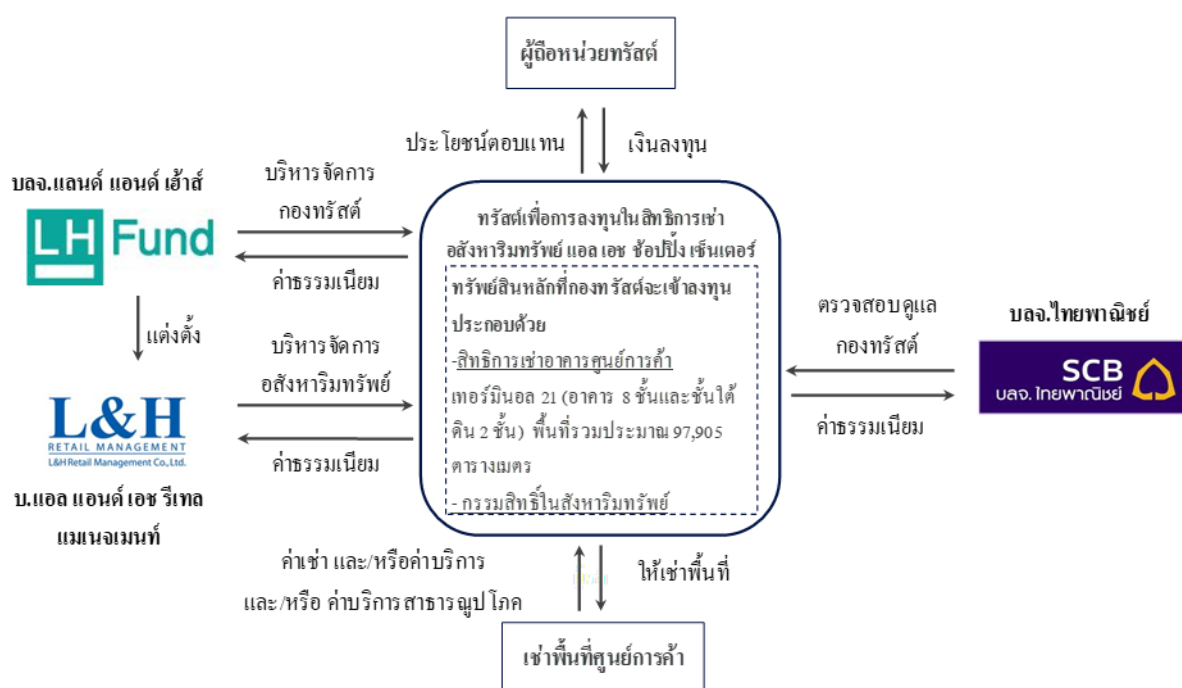 ผู้ถือหน่วยทรัสต์
ประโยชน์ตอบแทน
เงินลงทุน
บลจ.แลนด์ แอนด์ เฮ้าส์
LH Fund
บริหารจัดการ
กองทรัสต์
ค่าธรรมเนียม
แต่งตั้ง
บริหารจัดการ
อสังหาริมทรัพย์
ค่าธรรมเนียม
L&H
RETAIL MANAGEMENT
L&H Retail Management Co.,Ltd.
บ.แอล แอนด์ เอช รีเทล
แมเนจเมนท์
ทรัสต์เพื่อการลงทุนในสิทธิการเช่า
อสังหาริมทรัพย์ แอล เอช ช้อปปิ้ง เซ็นเตอร์
ทรัพย์สินหลักที่กองทรัสต์จะเข้าลงทุน
ประกอบด้วย
-สิทธิการเช่าอาคารศูนย์การค้า
เทอร์มินอล 21 (อาคาร 8 ชั้นและชั้นใต้
ดิน 2 ชั้น) พื้นที่รวมประมาณ 97,905
ตารางเมตร
- กรรมสิทธิ์ในสังหาริมทรัพย์
ตรวจสอบดูแล
กองทรัสต์
ค่าธรรมเนียม
บลจ.ไทยพาณิชย์
SCB
บลจ. ไทยพาณิชย์
ค่าเช่า และ/หรือค่าบริการ
และ/หรือ ค่าบริการสาธารณูปโภค
ให้เช่าพื้นที่
เช่าพื้นที่ศูนย์การค้า